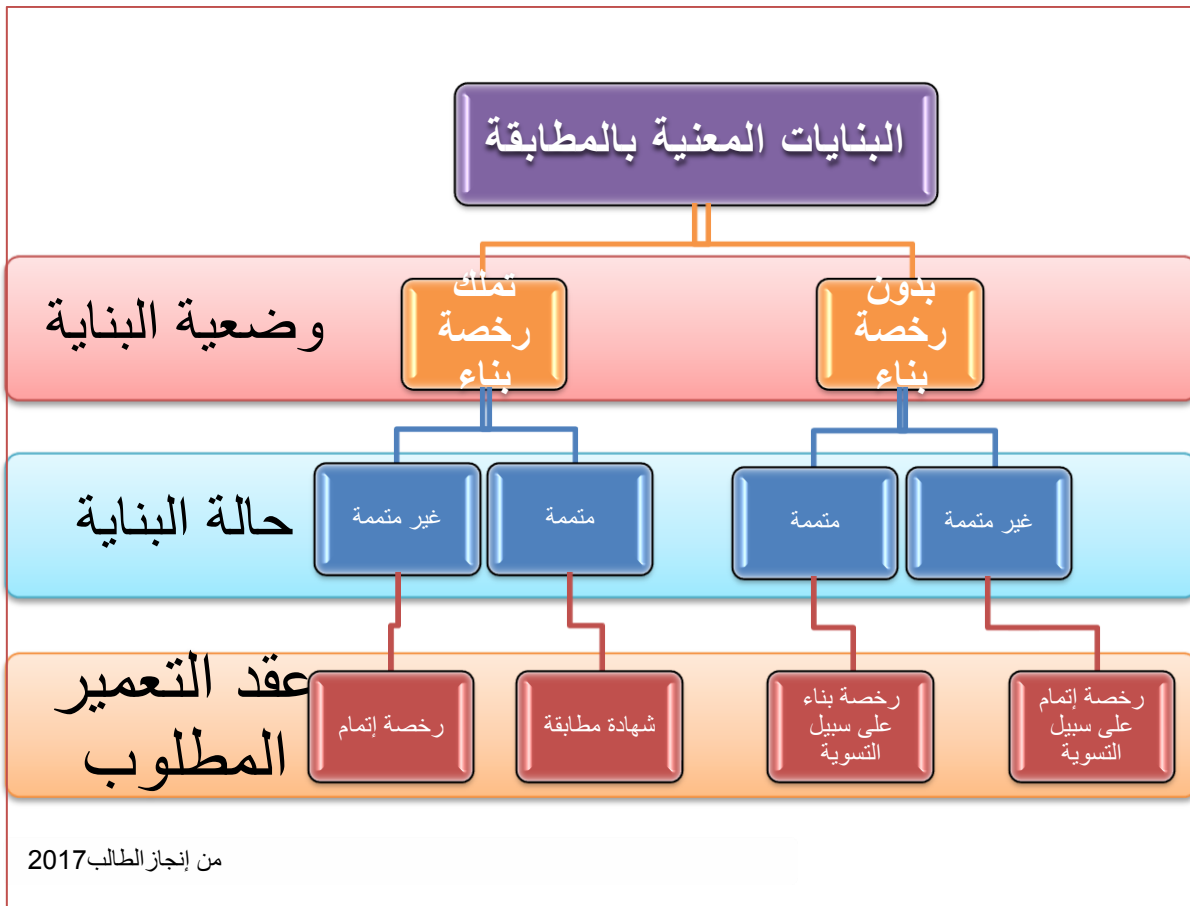 البنايات المعنية بالمطابقة
وضعية البناية
بدون
رخصة
بناء
تملك
رخصة
بناء
حالة البناية
غير متممة
متممة
متممة
غير متممة
عقد التعمير
المطلوب
رخصة إتمام
على سبيل
التسوية
رخصة بناء
على سبيل
التسوية
شهادة مطابقة
رخصة إتمام
من إنجاز الطالب2017